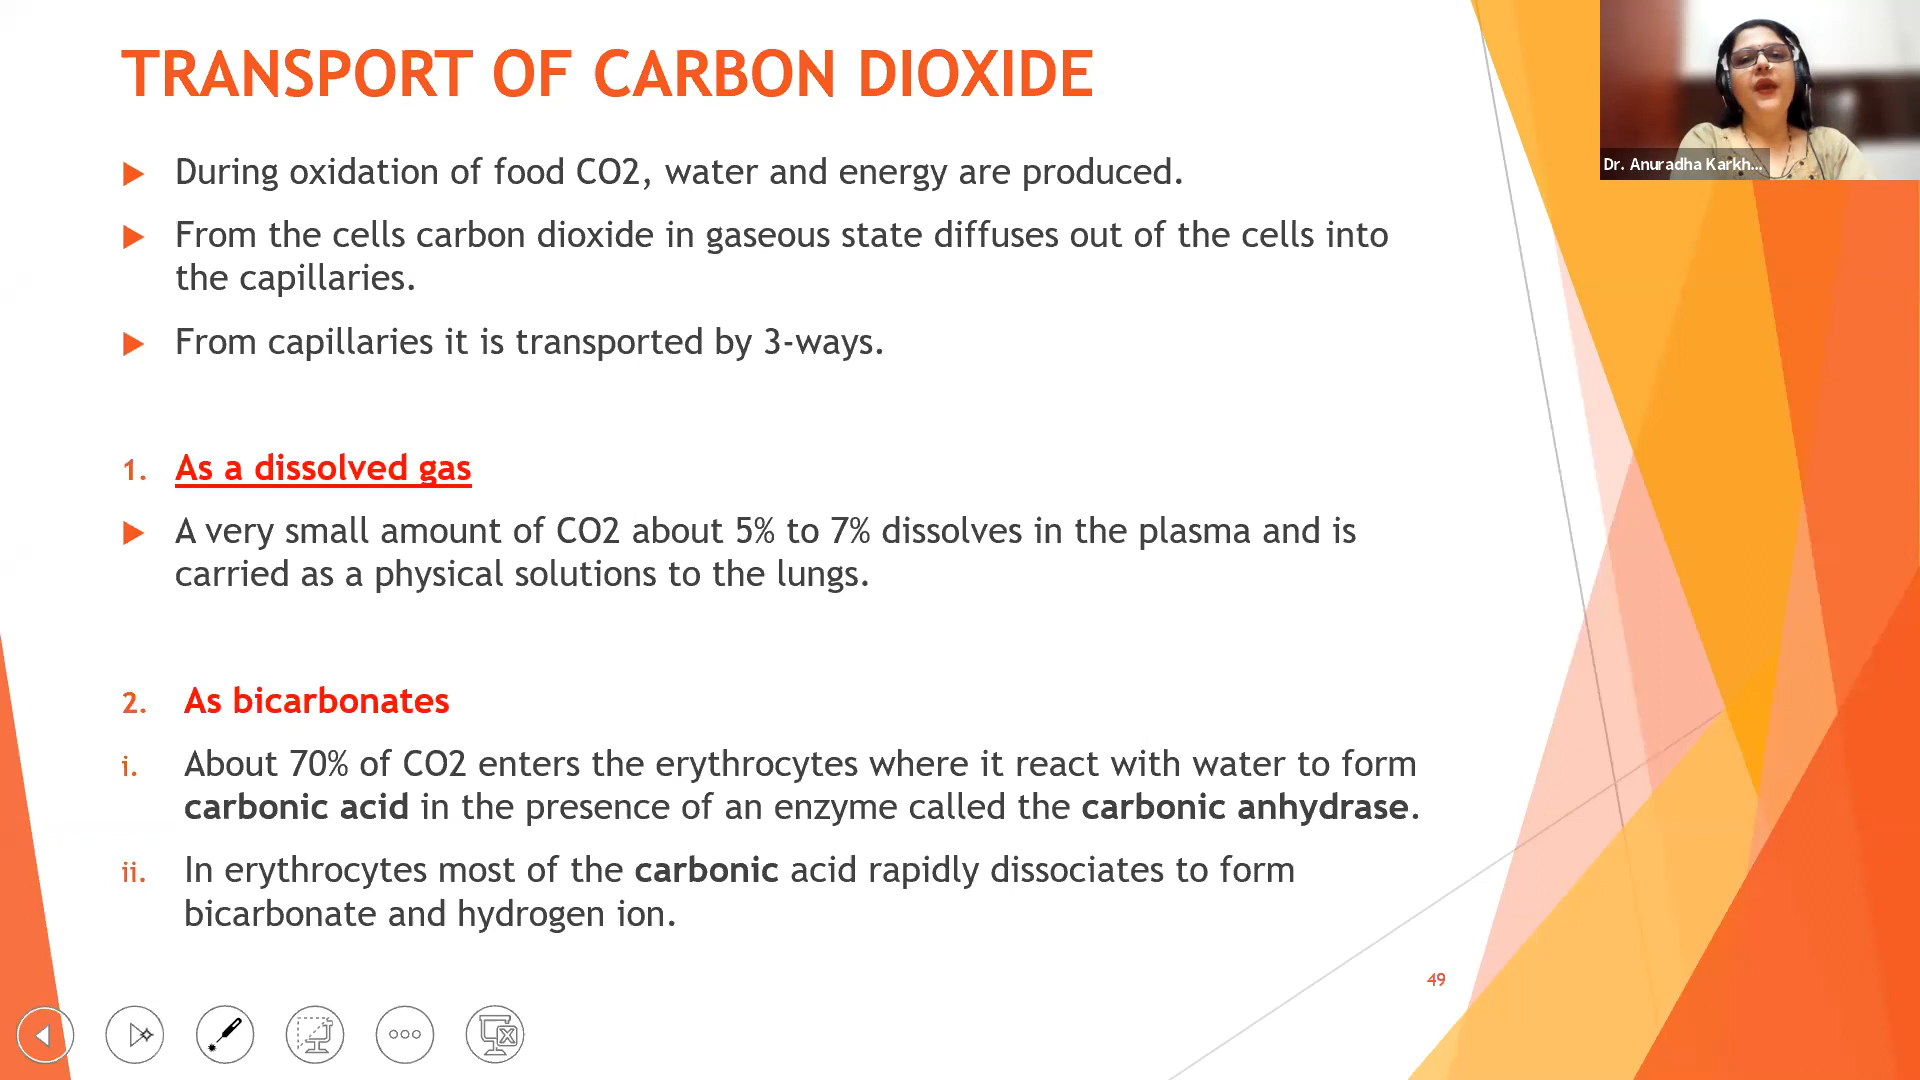 TRANSPORT OF CARBON DIOXIDE
Dr. Anuradha Karkh...
During oxidation of food CO2, water and energy are produced.
From the cells carbon dioxide in gaseous state diffuses out of the cells into
the capillaries.
From capillaries it is transported by 3-ways.
1. As a dissolved gas
A very small amount of CO2 about 5% to 7% dissolves in the plasma and is
carried as a physical solutions to the lungs.
2. As bicarbonates
i. About 70% of CO2 enters the erythrocytes where it react with water to form
carbonic acid in the presence of an enzyme called the carbonic anhydrase.
ii. In erythrocytes most of the carbonic acid rapidly dissociates to form
bicarbonate and hydrogen ion.
49